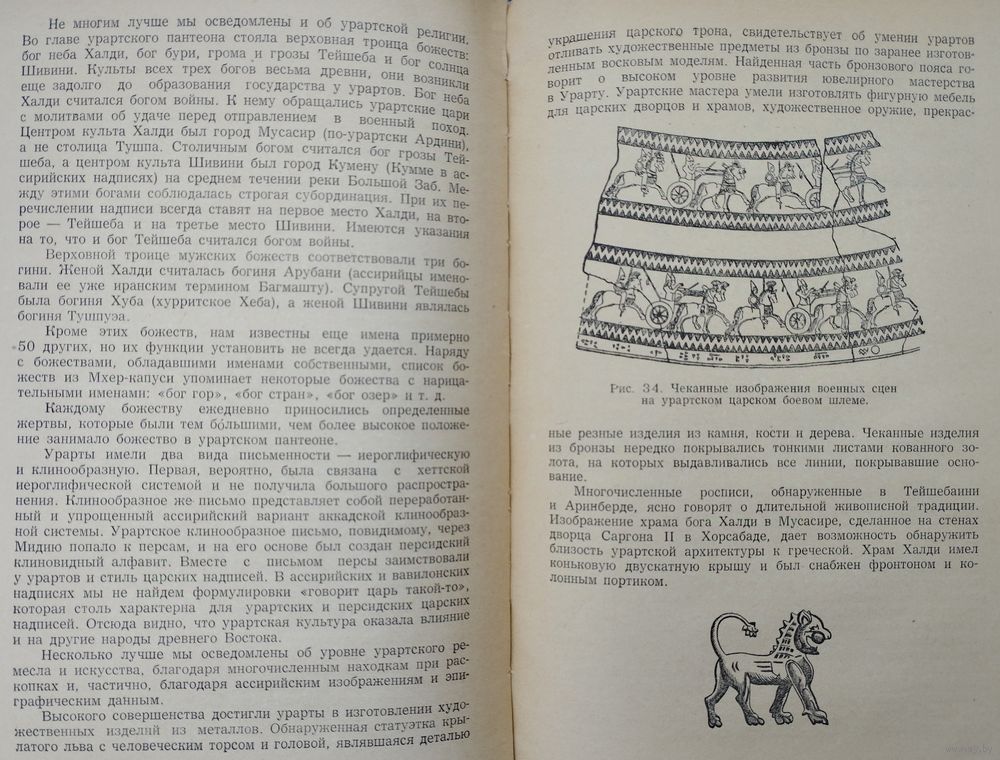 Не многим лучше мы осведомлены и об урартской религии.
Во главе урартского пантеона стояла верховная троица божеств:
бог неба Халди, бог бури, грома и грозы Тейшеба и бог солнца
Шивини. Культы всех трех богов весьма древни, они возникли
еще задолго до образования государства у урартов. Бог неба
Халди считался богом войны. К нему обращались урартские цари
с молитвами об удаче перед отправлением в военный поход.
Центром культа Халди был город Мусасир (по-урартски Ардини),
а не столица Тушпа. Столичным богом считался бог грозы Тей-
шеба, а центром культа Шивини был город Кумену (Кумме в ас-
сирийских надписях) на среднем течении реки Большой Заб. Ме-
жду этими богами соблюдалась строгая субординация. При их пе-
речислении надписи всегда ставят на первое место Халди, на вто-
рое — Тейшеба и на третье место Шивини. Имеются указания
на то, что и бог Тейшеба считался богом войны.
Верховной троице мужских божеств соответствовали три бо-
гини. Женой Халди считалась богиня Арубани (ассирийцы имено-
вали ее уже иранским термином Багмашту). Супругой Тейшебы
была богиня Хуба (хурритское Хеба), а женой Шивини являлась
богиня Тушпуэа.
Кроме этих божеств, нам известны еще имена примерно
50 других, но их функции установить не всегда удается. Наряду
с божествами, обладавшими именами собственными, список бо-
жеств из Мхер-капуси упоминает некоторые божества с нарица-
тельными именами: «бог гор», «бог стран», «бог озер» и т. д.
Каждому божеству ежедневно приносились определенные
жертвы, которые были тем бо́льшими, чем более высокое положе-
ние занимало божество в урартском пантеоне.
Урарты имели два вида письменности — иероглифическую
и клинообразную. Первая, вероятно, была связана с хеттской
иероглифической системой и не получила большого распростра-
нения. Клинообразное же письмо представляет собой переработан-
ный и упрощенный ассирийский вариант аккадской клинообраз-
ной системы. Урартское клинообразное письмо, повидимому, через
Мидию попало к персам, и на его основе был создан персидский
клиновидный алфавит. Вместе с письмом персы заимствовали
у урартов и стиль царских надписей. В ассирийских и вавилонских
надписях мы не найдем формулировки «говорит царь такой-то»,
которая столь характерна для урартских и персидских царских
надписей. Отсюда видно, что урартская культура оказала влияние
и на другие народы древнего Востока.
Несколько лучше мы осведомлены об уровне урартского ре-
месла и искусства, благодаря многочисленным находкам при рас-
копках и, частично, благодаря ассирийским изображениям и эпи-
графическим данным.
Высокого совершенства достигли урарты в изготовлении худо-
жественных изделий из металлов. Обнаруженная статуэтка кры-
латого льва с человеческим торсом и головой, являвшаяся деталью
украшения царского трона, свидетельствует об умении урартов
отливать художественные предметы из бронзы по заранее изготов-
ленным восковым моделям. Найденная часть бронзового пояса го-
ворит о высоком уровне развития ювелирного мастерства
в Урарту. Урартские мастера умели изготовлять фигурную мебель
для царских дворцов и храмов, художественное оружие, прекрас-
Рис. 34. Чеканные изображения военных сцен
на урартском царском боевом шлеме.
ные резные изделия из камня, кости и дерева. Чеканные изделия
из бронзы нередко покрывались тонкими листами кованного зо-
лота, на которых выдавливались все линии, покрывавшие осно-
вание.
Многочисленные росписи, обнаруженные в Тейшебаини
и Аринберде, ясно говорят о длительной живописной традиции.
Изображение храма бога Халди в Мусасире, сделанное на стенах
дворца Саргона II в Хорсабаде, дает возможность обнаружить
близость урартской архитектуры к греческой. Храм Халди имел
коньковую двускатную крышу и был снабжен фронтоном и ко-
лонным портиком.